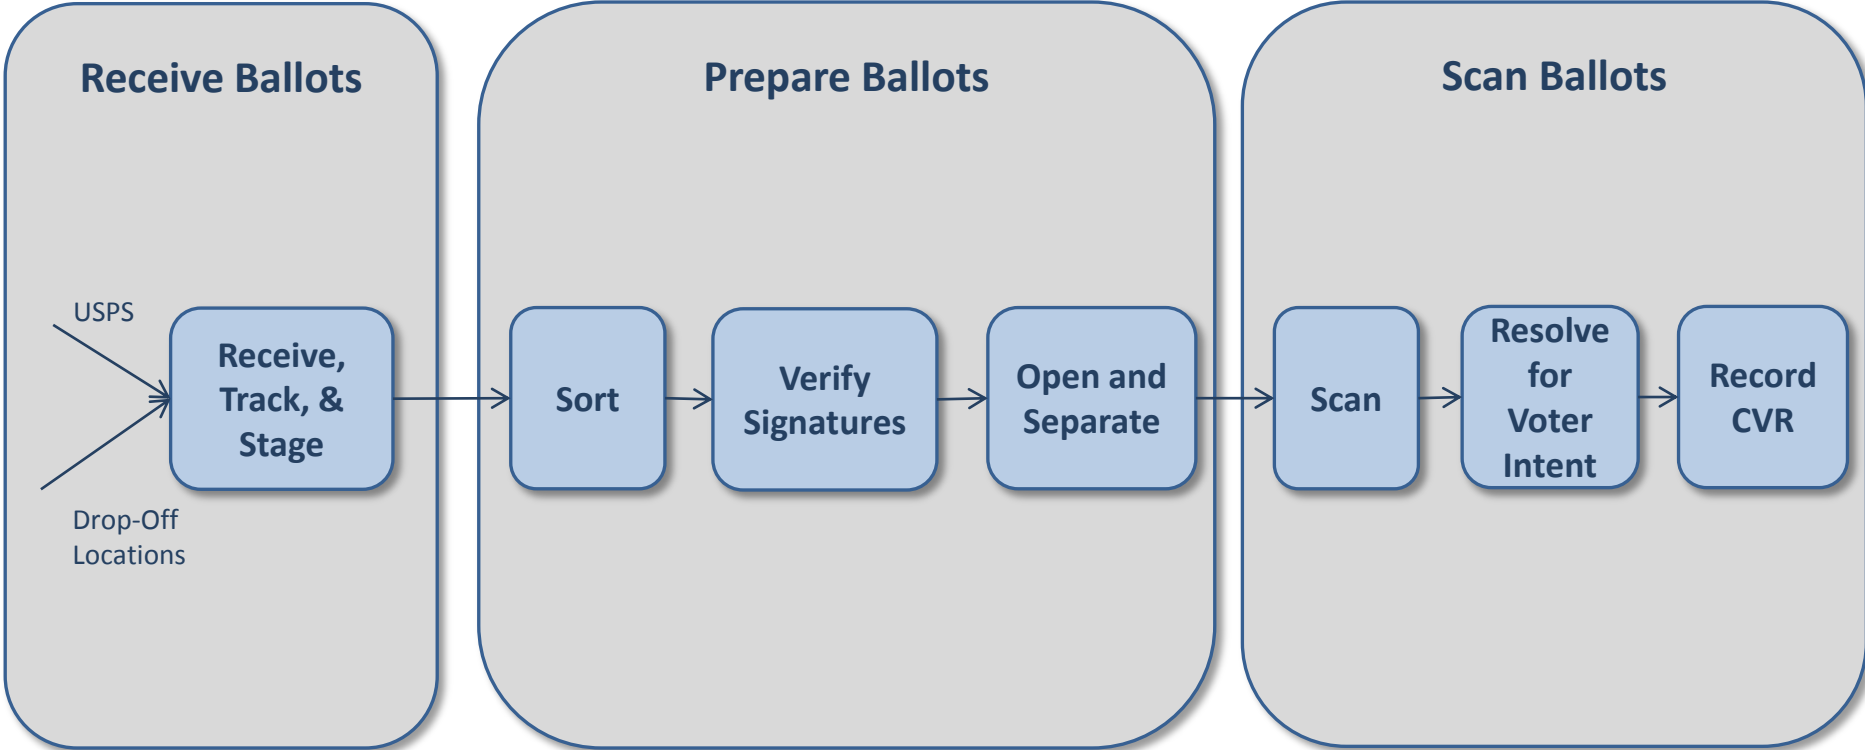 Receive Ballots
USPS
Receive,
Track, &
Stage
Drop-Off
Locations
Prepare Ballots
Sort
Verify
Signatures
Open and
Separate
Scan Ballots
Scan
Resolve
for
Voter
Intent
Record
CVR